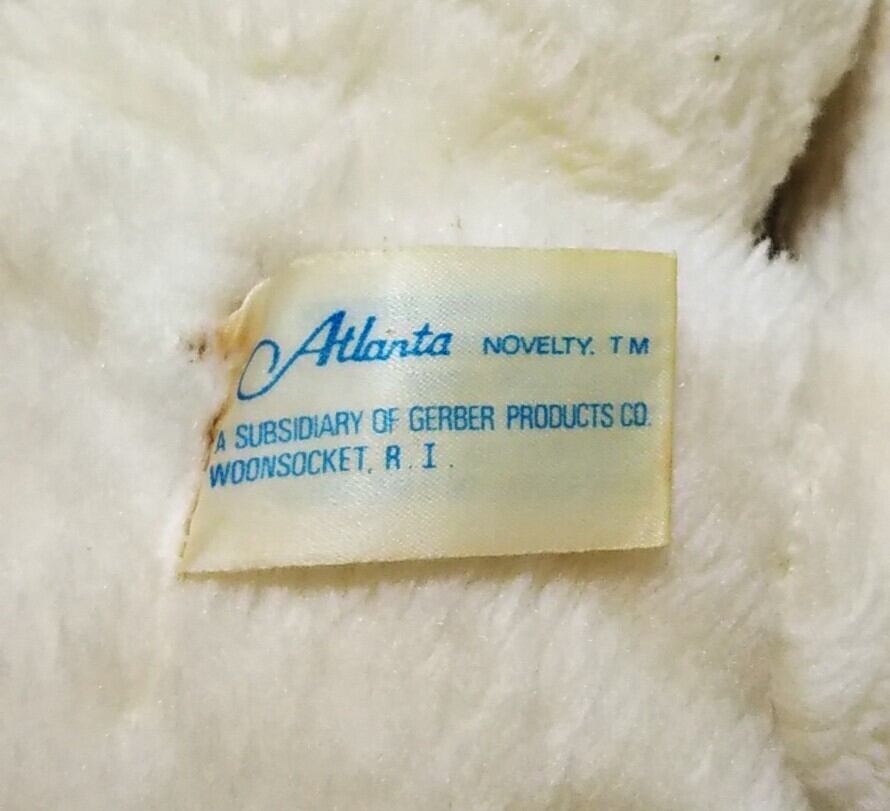 Atlanta NOVELTY. TM
A SUBSIDIARY OF GERBER PRODUCTS CO.
WOONSOCKET, R. I.